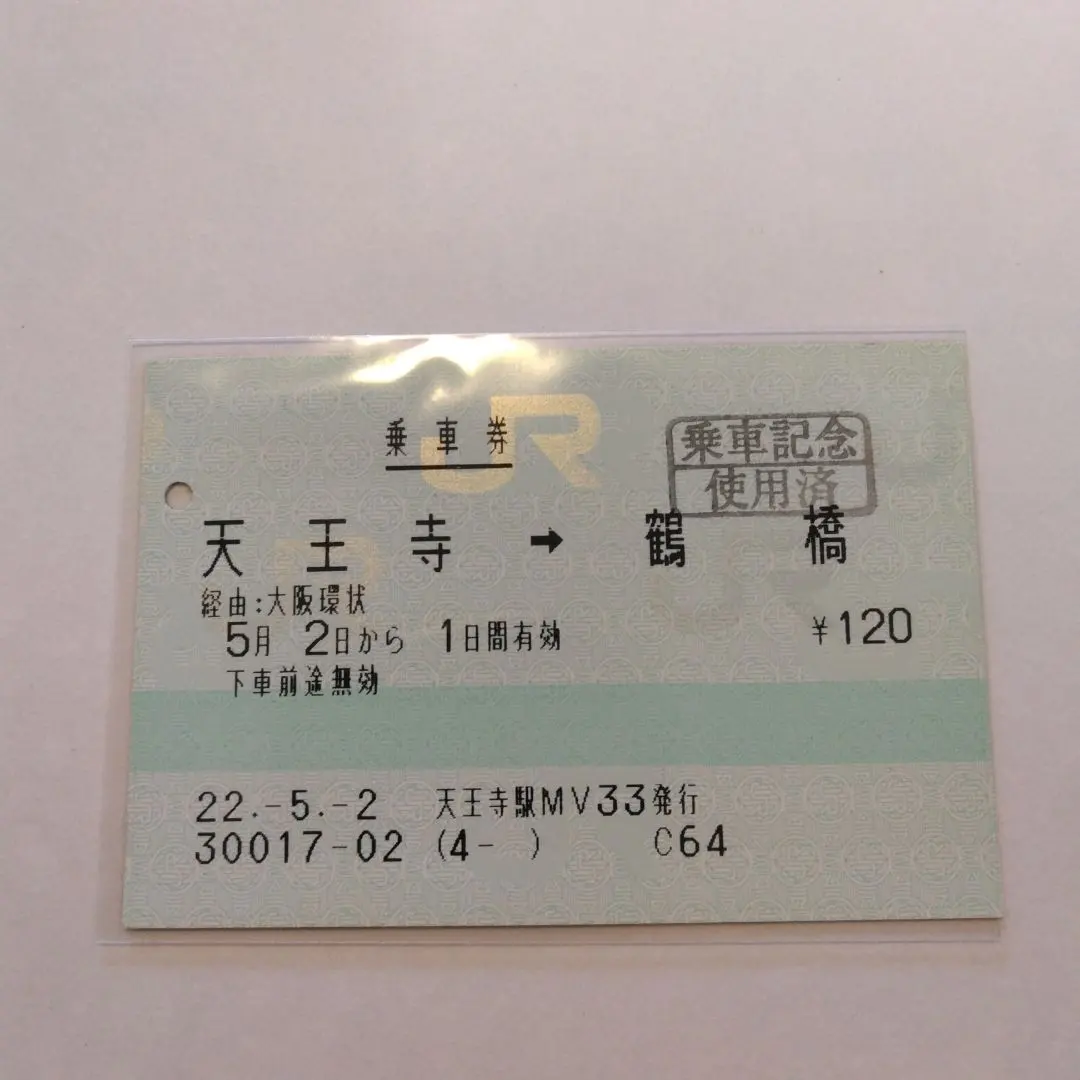 JR
乗車券
乗車記念
使用済
天王寺 → 鶴橋
経由:大阪環状
5月 2日から 1日間有効
¥120
下車前途無効
22.-5.-2 天王寺駅MV33発行
30017-02 (4- ) C64